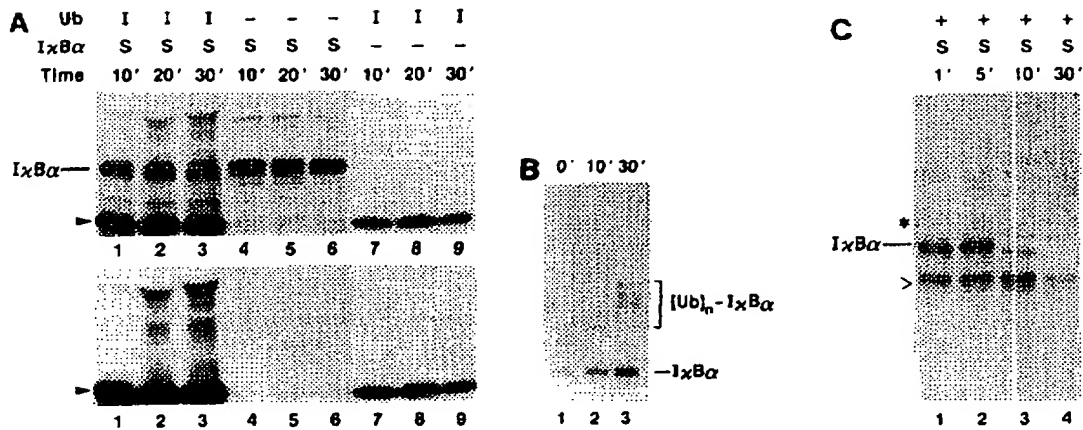 A
Ub I I I – – – I I I
IϰBα S S S S S S – – –
Time 10' 20' 30' 10' 20' 30' 10' 20' 30'
IϰBα
1 2 3 4 5 6 7 8 9
1 2 3 4 5 6 7 8 9
B
0' 10' 30'
[Ub]n-IϰBα
IϰBα
1 2 3
C
+ + + +
S S S S
1' 5' 10' 30'
*
IϰBα
>
1 2 3 4